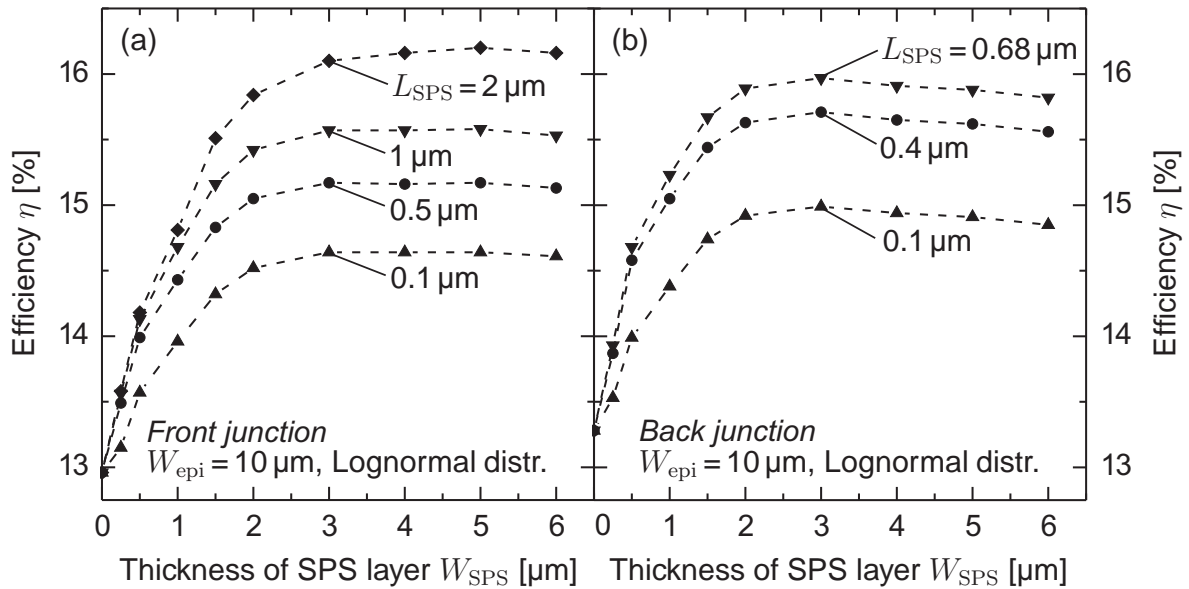 (a)
L_SPS = 2 µm
1 µm
0.5 µm
0.1 µm
Front junction
W_epi = 10 µm, Lognormal distr.
Efficiency η [%]
16
15
14
13
0 1 2 3 4 5 6
Thickness of SPS layer W_SPS [µm]
(b)
L_SPS = 0.68 µm
0.4 µm
0.1 µm
Back junction
W_epi = 10 µm, Lognormal distr.
16
15
14
13
Efficiency η [%]
0 1 2 3 4 5 6
Thickness of SPS layer W_SPS [µm]